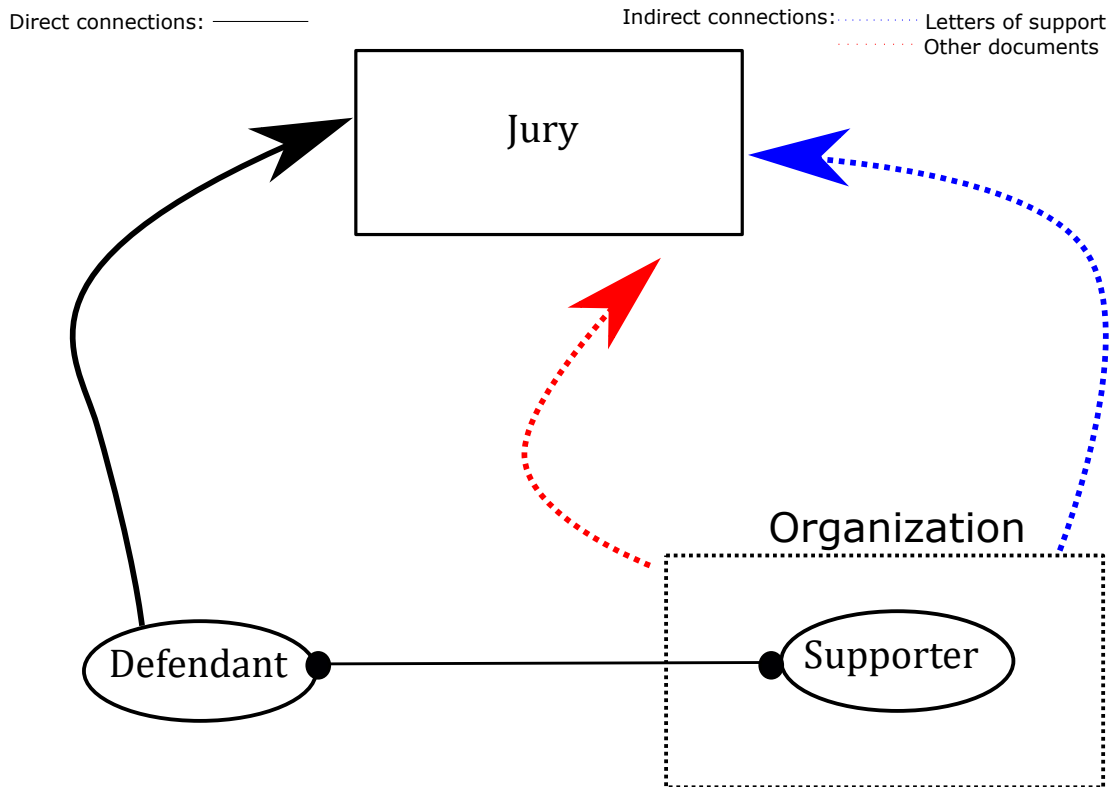 Direct connections:
Indirect connections:
Letters of support
Other documents
Jury
Organization
Defendant
Supporter